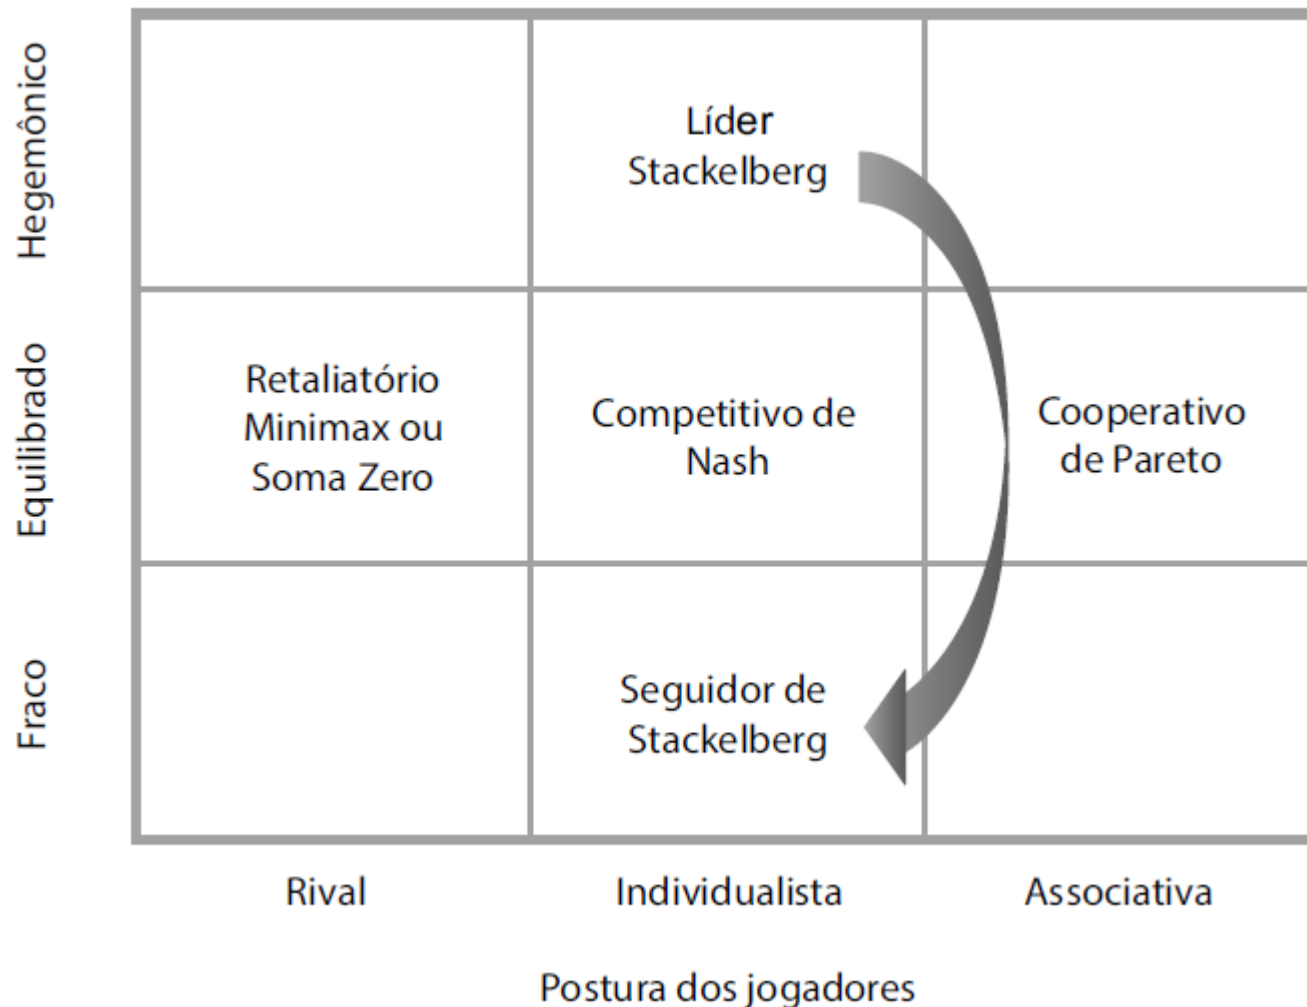 Hegemônico
Líder
Stackelberg
Equilibrado
Retaliatório
Minimax ou
Soma Zero
Competitivo de
Nash
Cooperativo
de Pareto
Fraco
Seguidor de
Stackelberg
Rival
Individualista
Associativa
Postura dos jogadores